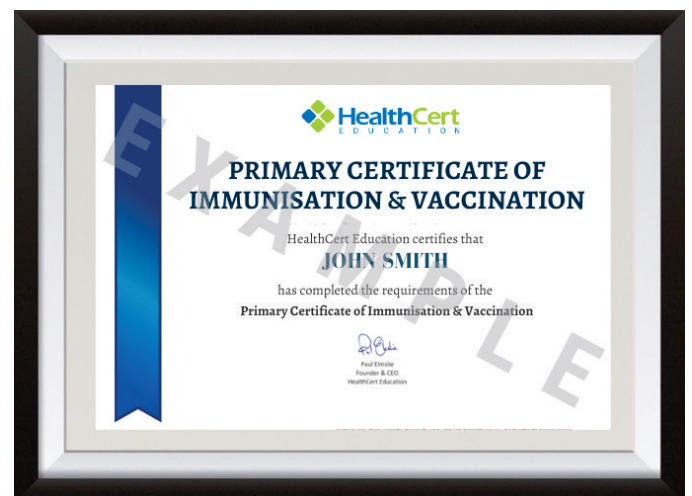 HealthCert
EDUCATION
PRIMARY CERTIFICATE OF
IMMUNISATION & VACCINATION
HealthCert Education certifies that
JOHN SMITH
has completed the requirements of the
Primary Certificate of Immunisation & Vaccination
Paul Elmslie
Founder & CEO
HealthCert Education
EXAMPLE